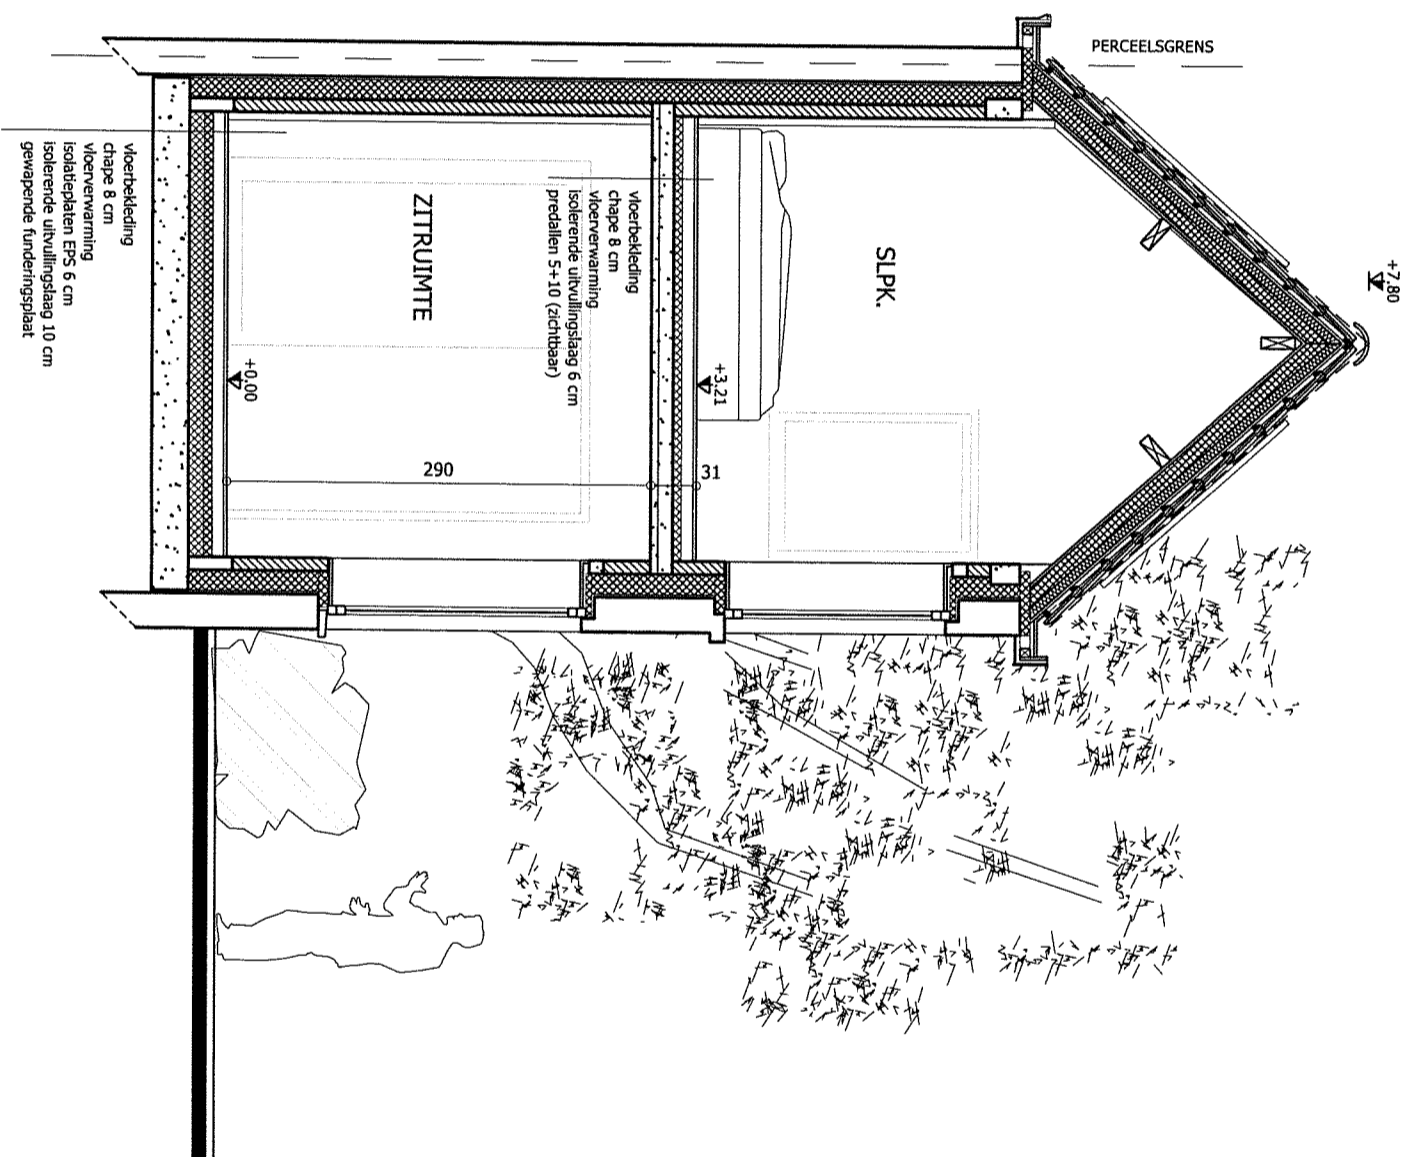 PERCEELSGRENS
+7.80
SLPK.
+3.21
31
vloerbekleding
chape 8 cm
vloerverwarming
isolerende uitvullingslaag 6 cm
predallen 5+10 (zichtbaar)
ZITRUIMTE
290
+0.00
vloerbekleding
chape 8 cm
vloerverwarming
isolatieplaten EPS 6 cm
isolerende uitvullingslaag 10 cm
gewapende funderingsplaat